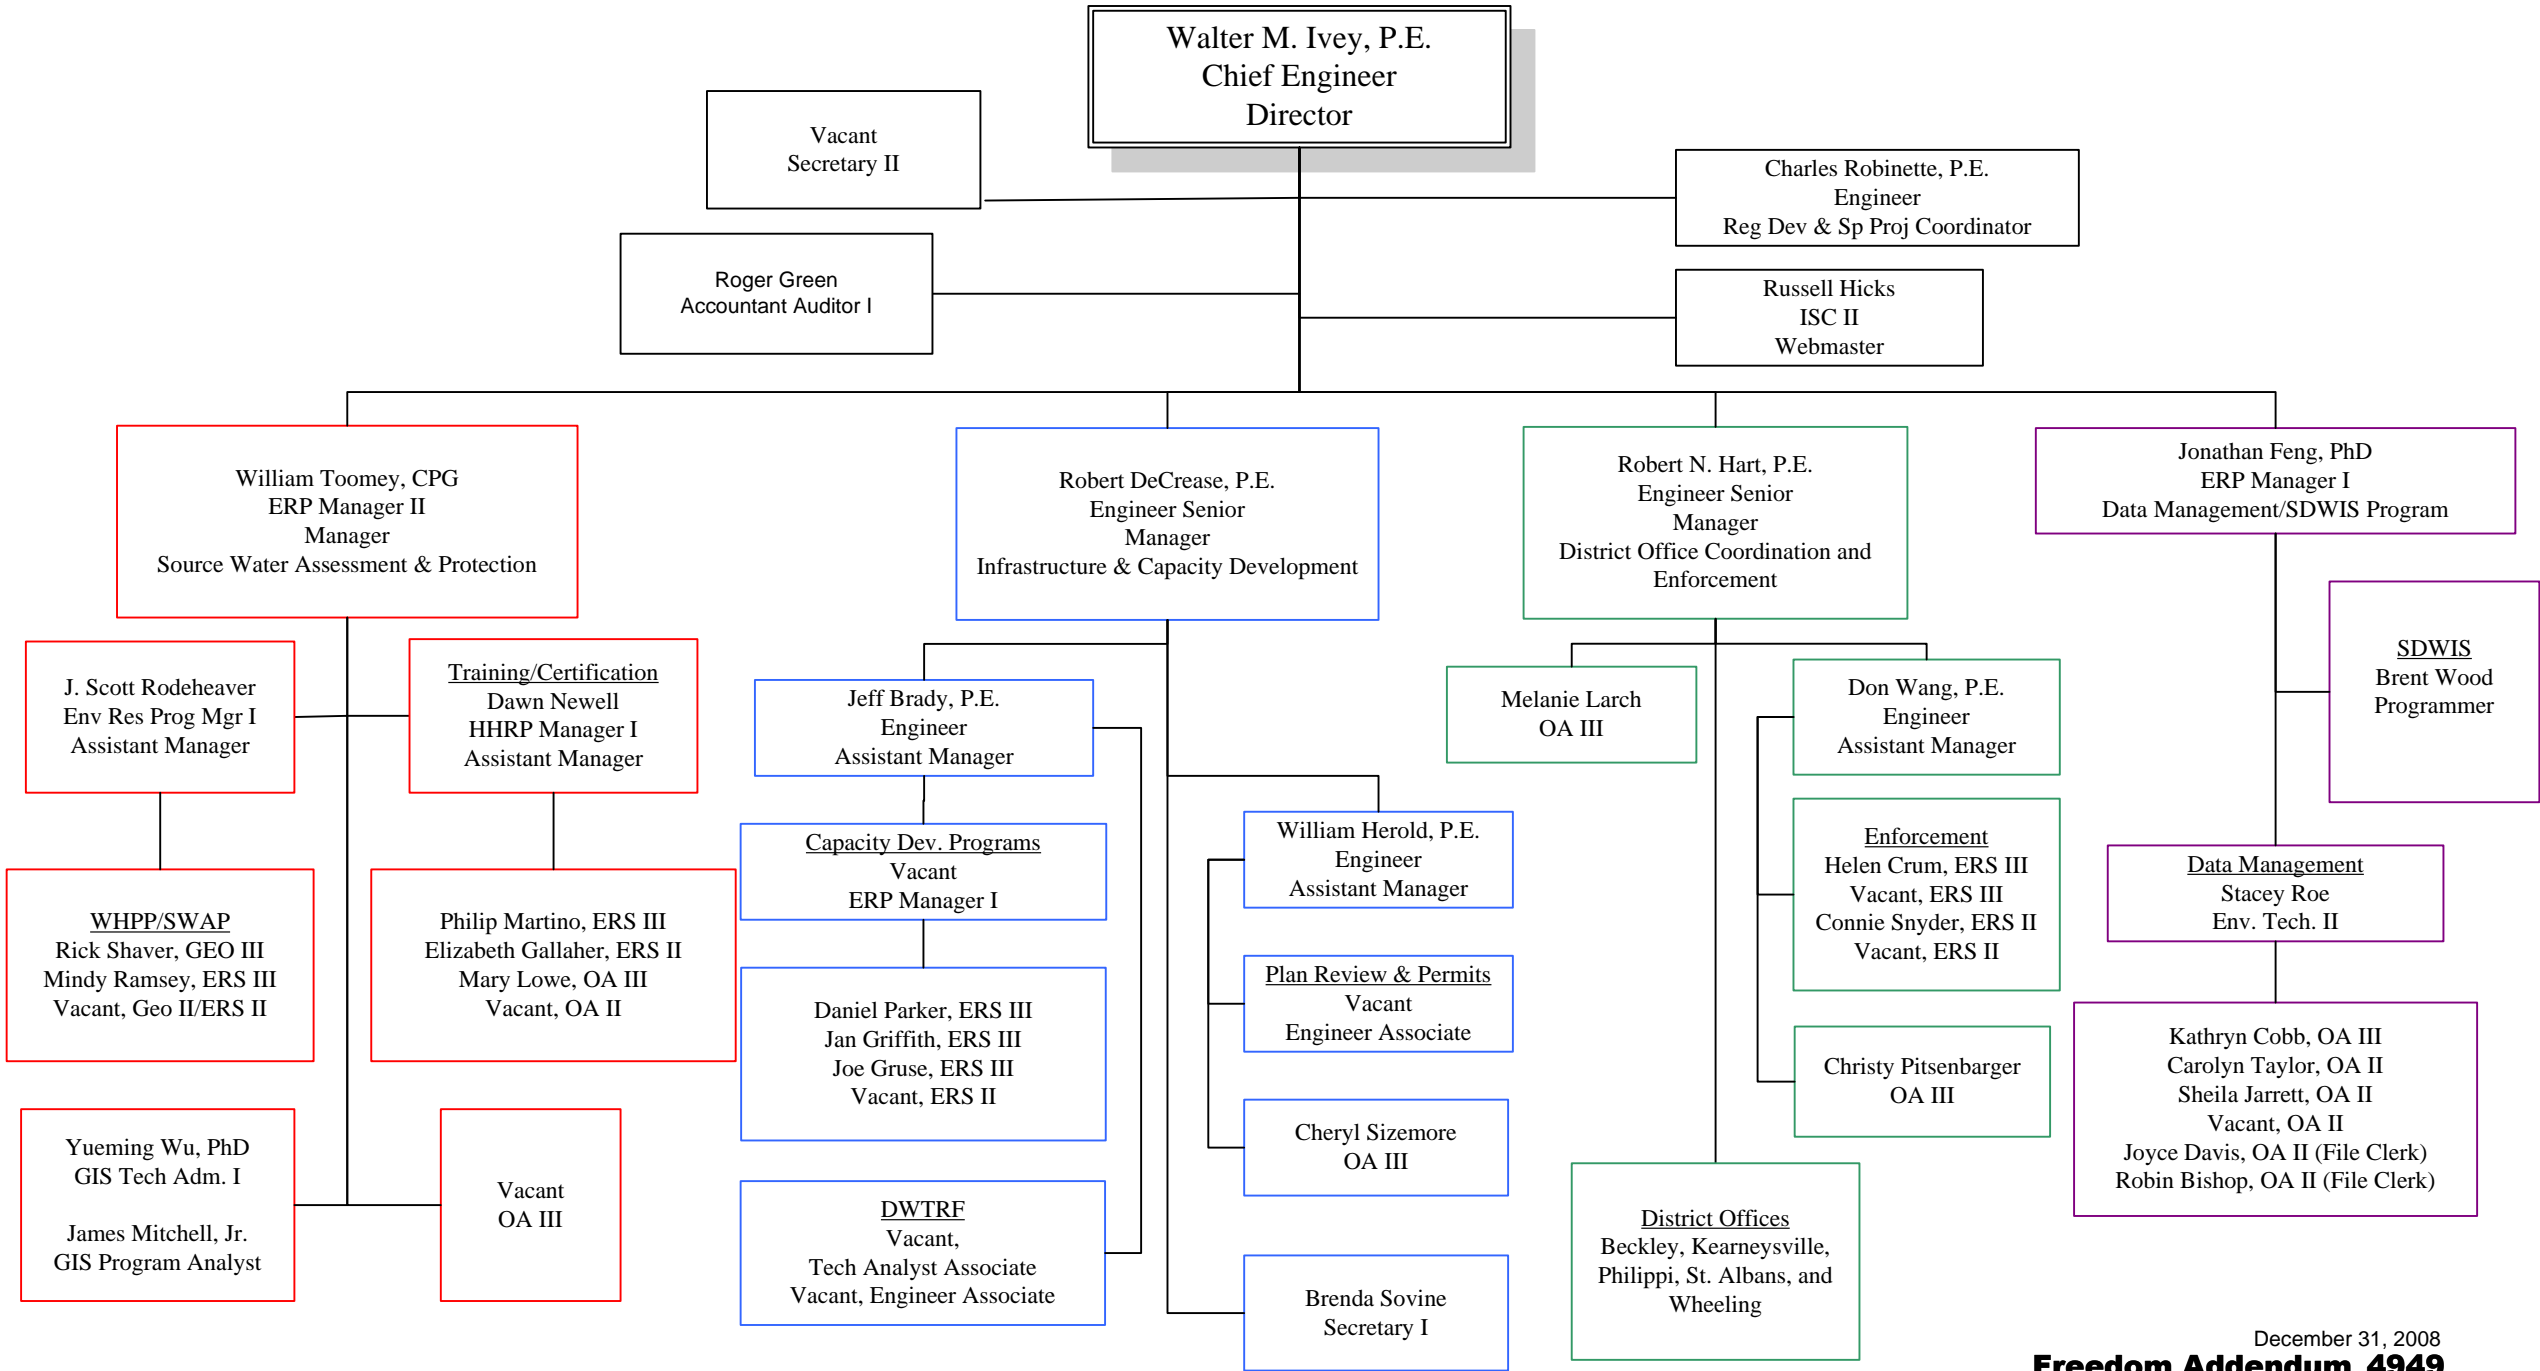 Walter M. Ivey, P.E.
Chief Engineer
Director
Vacant
Secretary II
Charles Robinette, P.E.
Engineer
Reg Dev & Sp Proj Coordinator
Roger Green
Accountant Auditor I
Russell Hicks
ISC II
Webmaster
William Toomey, CPG
ERP Manager II
Manager
Source Water Assessment & Protection
Robert DeCrease, P.E.
Engineer Senior
Manager
Infrastructure & Capacity Development
Robert N. Hart, P.E.
Engineer Senior
Manager
District Office Coordination and
Enforcement
Jonathan Feng, PhD
ERP Manager I
Data Management/SDWIS Program
J. Scott Rodeheaver
Env Res Prog Mgr I
Assistant Manager
Training/Certification
Dawn Newell
HHRP Manager I
Assistant Manager
WHPP/SWAP
Rick Shaver, GEO III
Mindy Ramsey, ERS III
Vacant, Geo II/ERS II
Philip Martino, ERS III
Elizabeth Gallaher, ERS II
Mary Lowe, OA III
Vacant, OA II
Yueming Wu, PhD
GIS Tech Adm. I
James Mitchell, Jr.
GIS Program Analyst
Vacant
OA III
Jeff Brady, P.E.
Engineer
Assistant Manager
Capacity Dev. Programs
Vacant
ERP Manager I
Daniel Parker, ERS III
Jan Griffith, ERS III
Joe Gruse, ERS III
Vacant, ERS II
DWTRF
Vacant,
Tech Analyst Associate
Vacant, Engineer Associate
William Herold, P.E.
Engineer
Assistant Manager
Plan Review & Permits
Vacant
Engineer Associate
Cheryl Sizemore
OA III
Brenda Sovine
Secretary I
Melanie Larch
OA III
Don Wang, P.E.
Engineer
Assistant Manager
Enforcement
Helen Crum, ERS III
Vacant, ERS III
Connie Snyder, ERS II
Vacant, ERS II
Christy Pitsenbarger
OA III
District Offices
Beckley, Kearneysville,
Philippi, St. Albans, and
Wheeling
SDWIS
Brent Wood
Programmer
Data Management
Stacey Roe
Env. Tech. II
Kathryn Cobb, OA III
Carolyn Taylor, OA II
Sheila Jarrett, OA II
Vacant, OA II
Joyce Davis, OA II (File Clerk)
Robin Bishop, OA II (File Clerk)
December 31, 2008
Freedom Addendum_4949